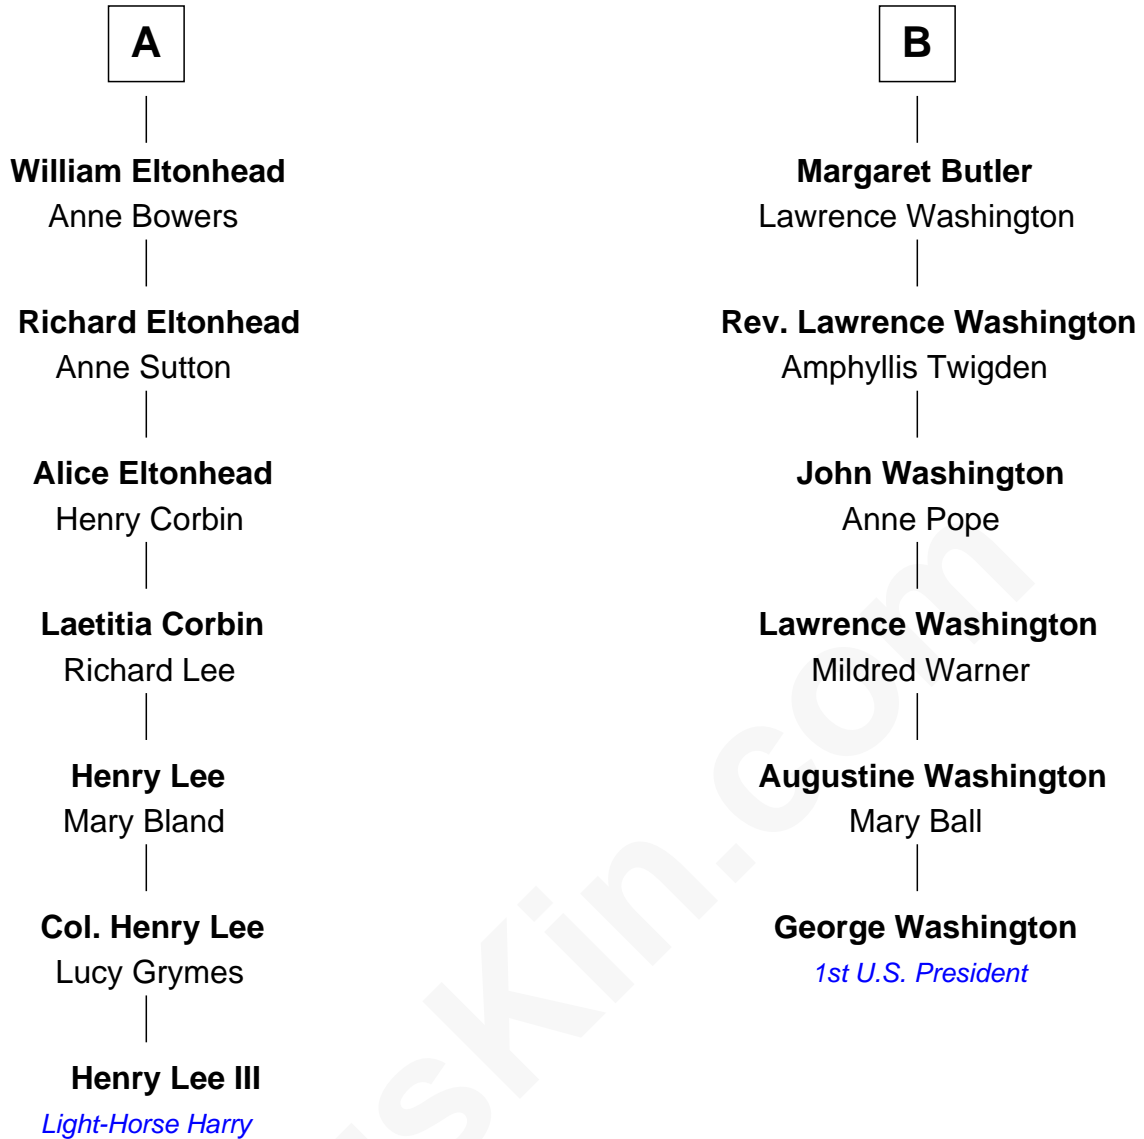 A
William Eltonhead
Anne Bowers
Richard Eltonhead
Anne Sutton
Alice Eltonhead
Henry Corbin
Laetitia Corbin
Richard Lee
Henry Lee
Mary Bland
Col. Henry Lee
Lucy Grymes
Henry Lee III
Light-Horse Harry
B
Margaret Butler
Lawrence Washington
Rev. Lawrence Washington
Amphyllis Twigden
John Washington
Anne Pope
Lawrence Washington
Mildred Warner
Augustine Washington
Mary Ball
George Washington
1st U.S. President
sKin.com